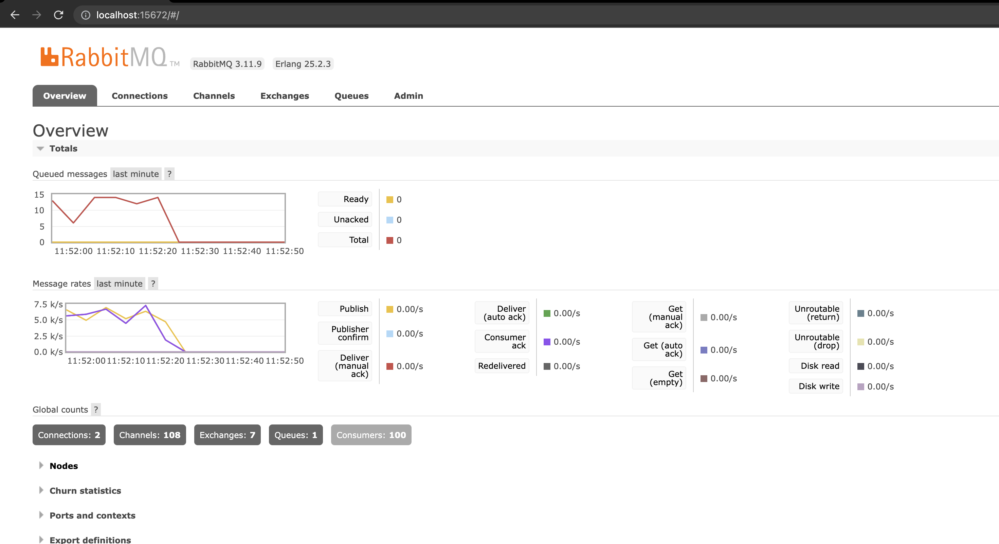 localhost:15672/#/
RabbitMQ TM RabbitMQ 3.11.9 Erlang 25.2.3
Overview Connections Channels Exchanges Queues Admin
Overview
Totals
Queued messages last minute ?
15
10
5
0
11:52:00 11:52:10 11:52:20 11:52:30 11:52:40 11:52:50
Ready 0
Unacked 0
Total 0
Message rates last minute ?
7.5 k/s
5.0 k/s
2.5 k/s
0.0 k/s
11:52:00 11:52:10 11:52:20 11:52:30 11:52:40 11:52:50
Publish 0.00/s
Publisher
confirm 0.00/s
Deliver
(manual 0.00/s
ack)
Deliver
(auto ack) 0.00/s
Consumer
ack 0.00/s
Redelivered 0.00/s
Get
(manual 0.00/s
ack)
Get (auto
ack) 0.00/s
Get
(empty) 0.00/s
Unroutable
(return) 0.00/s
Unroutable
(drop) 0.00/s
Disk read 0.00/s
Disk write 0.00/s
Global counts ?
Connections: 2 Channels: 108 Exchanges: 7 Queues: 1 Consumers: 100
Nodes
Churn statistics
Ports and contexts
Export definitions